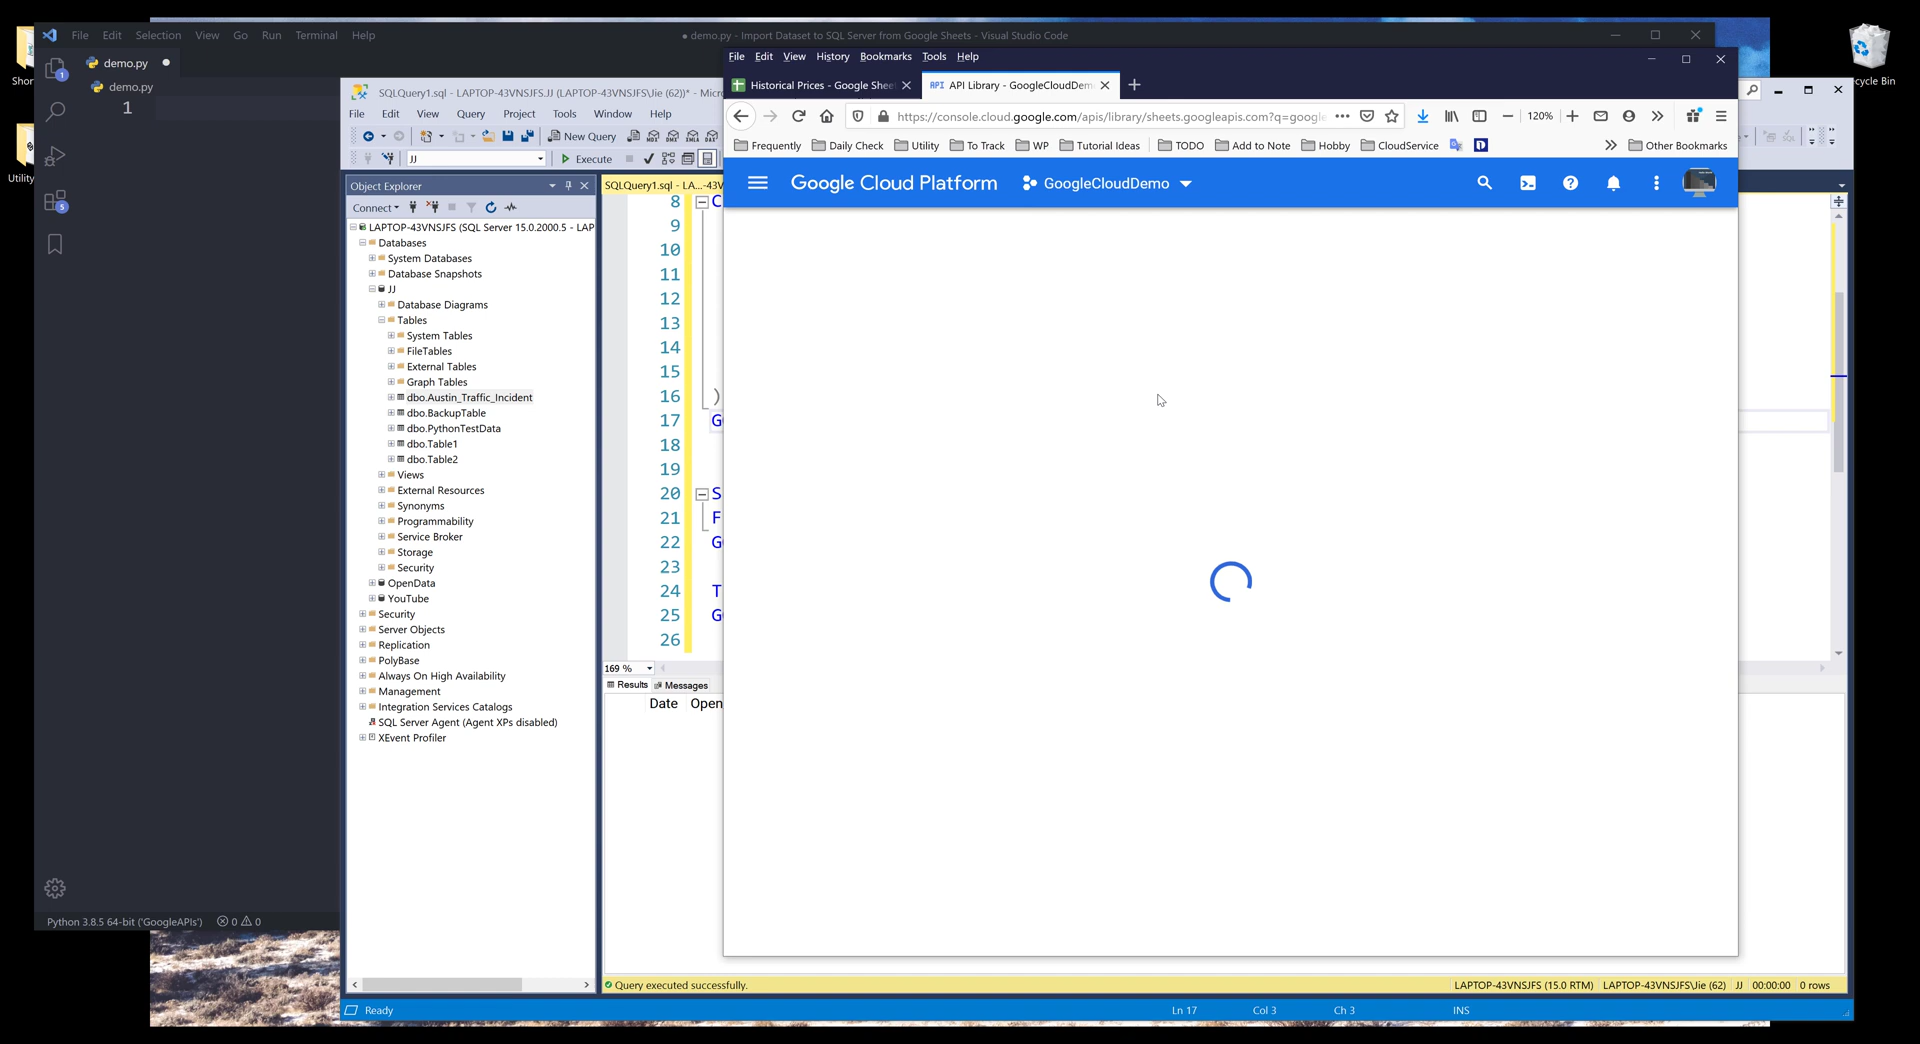 File Edit Selection View Go Run Terminal Help
● demo.py - Import Dataset to SQL Server from Google Sheets - Visual Studio Code
demo.py
demo.py
1
Python 3.8.5 64-bit ('GoogleAPIs') 0 0
SQLQuery1.sql - LAPTOP-43VNSJFS.JJ (LAPTOP-43VNSJFS\Jie (62))* - Micro
File Edit View Query Project Tools Window Help
New Query
JJ
Execute
Object Explorer
Connect
LAPTOP-43VNSJFS (SQL Server 15.0.2000.5 - LAP
Databases
System Databases
Database Snapshots
JJ
Database Diagrams
Tables
System Tables
FileTables
External Tables
Graph Tables
dbo.Austin_Traffic_Incident
dbo.BackupTable
dbo.PythonTestData
dbo.Table1
dbo.Table2
Views
External Resources
Synonyms
Programmability
Service Broker
Storage
Security
OpenData
YouTube
Security
Server Objects
Replication
PolyBase
Always On High Availability
Management
Integration Services Catalogs
SQL Server Agent (Agent XPs disabled)
XEvent Profiler
SQLQuery1.sql - LA...-43V
8 C
9
10
11
12
13
14
15
16 )
17 G
18
19
20 S
21 F
22 G
23
24 T
25 G
26
169 %
Results Messages
Date Open
Query executed successfully.
LAPTOP-43VNSJFS (15.0 RTM) LAPTOP-43VNSJFS\Jie (62) JJ 00:00:00 0 rows
Ready Ln 17 Col 3 Ch 3 INS
File Edit View History Bookmarks Tools Help
Historical Prices - Google Shee
API API Library - GoogleCloudDem
https://console.cloud.google.com/apis/library/sheets.googleapis.com?q=google
120%
Frequently Daily Check Utility To Track WP Tutorial Ideas TODO Add to Note Hobby CloudService Other Bookmarks
Google Cloud Platform GoogleCloudDemo
Shor
Utility
cycle Bin